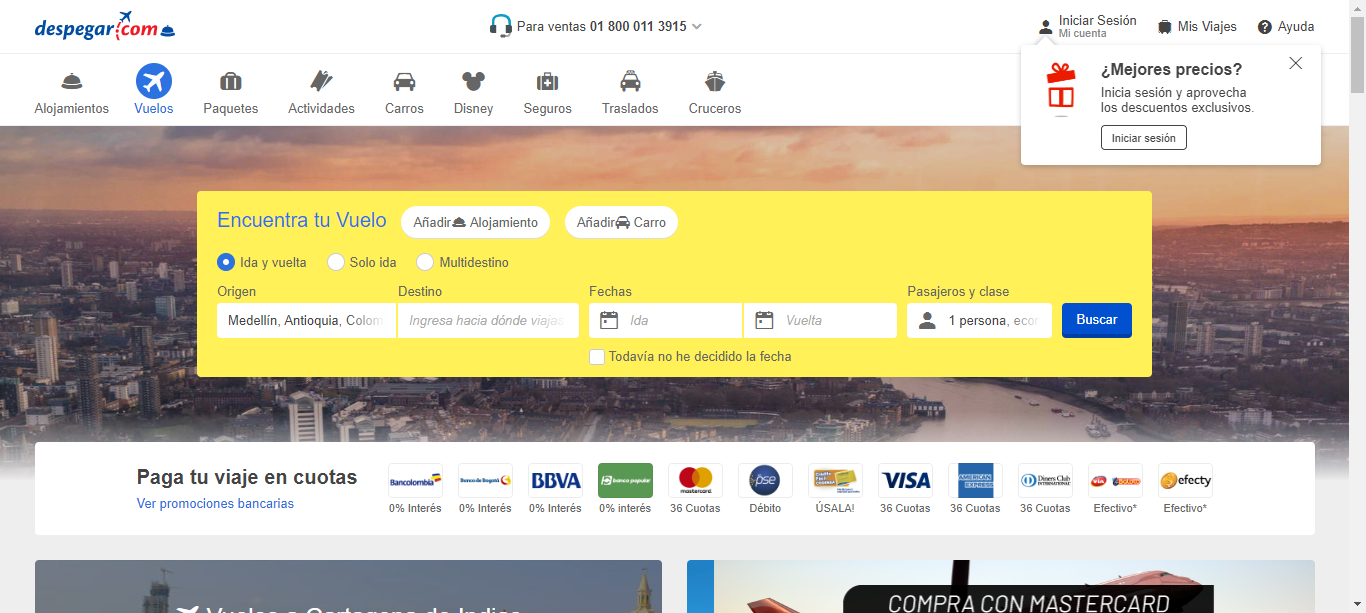 despegar.com
Para ventas 01 800 011 3915
Iniciar Sesión
Mi cuenta
Mis Viajes
Ayuda
¿Mejores precios?
Inicia sesión y aprovecha
los descuentos exclusivos.
Iniciar sesión
Alojamientos
Vuelos
Paquetes
Actividades
Carros
Disney
Seguros
Traslados
Cruceros
Encuentra tu Vuelo
Añadir Alojamiento
Añadir Carro
Ida y vuelta
Solo ida
Multidestino
Origen
Destino
Fechas
Pasajeros y clase
Medellín, Antioquia, Colom
Ingresa hacia dónde viajas
Ida
Vuelta
1 persona, econ
Buscar
Todavía no he decidido la fecha
Paga tu viaje en cuotas
Ver promociones bancarias
Bancolombia
Banco de Bogotá
BBVA
banco popular
mastercard
pse
VISA
AMERICAN EXPRESS
Diners Club
INTERNATIONAL
via
BALOTO
efecty
0% Interés
0% Interés
0% Interés
0% interés
36 Cuotas
Débito
ÚSALA!
36 Cuotas
36 Cuotas
36 Cuotas
Efectivo*
Efectivo*
Vuelos a Cartagena de Indias
COMPRA CON MASTERCARD